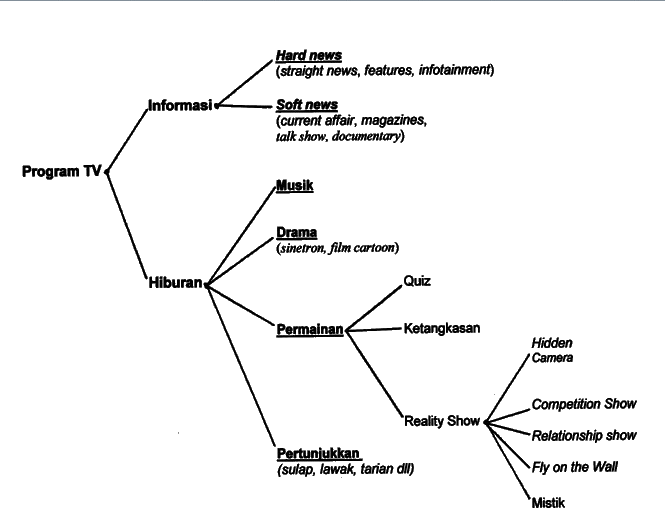 Hard news
(straight news, features, infotainment)
Informasi
Soft news
(current affair, magazines,
talk show, documentary)
Program TV
Musik
Drama
(sinetron, film cartoon)
Hiburan
Quiz
Permainan
Ketangkasan
Hidden
Camera
Reality Show
Competition Show
Relationship show
Fly on the Wall
Mistik
Pertunjukkan
(sulap, lawak, tarian dll)